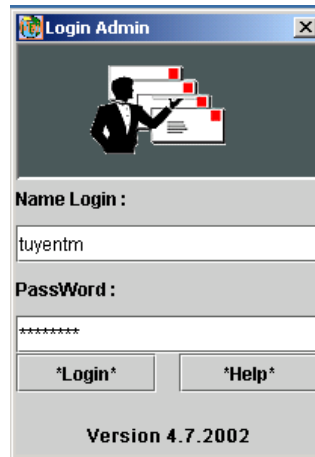 Login Admin
Name Login :
tuyentm
PassWord :
********
*Login* *Help*
Version 4.7.2002